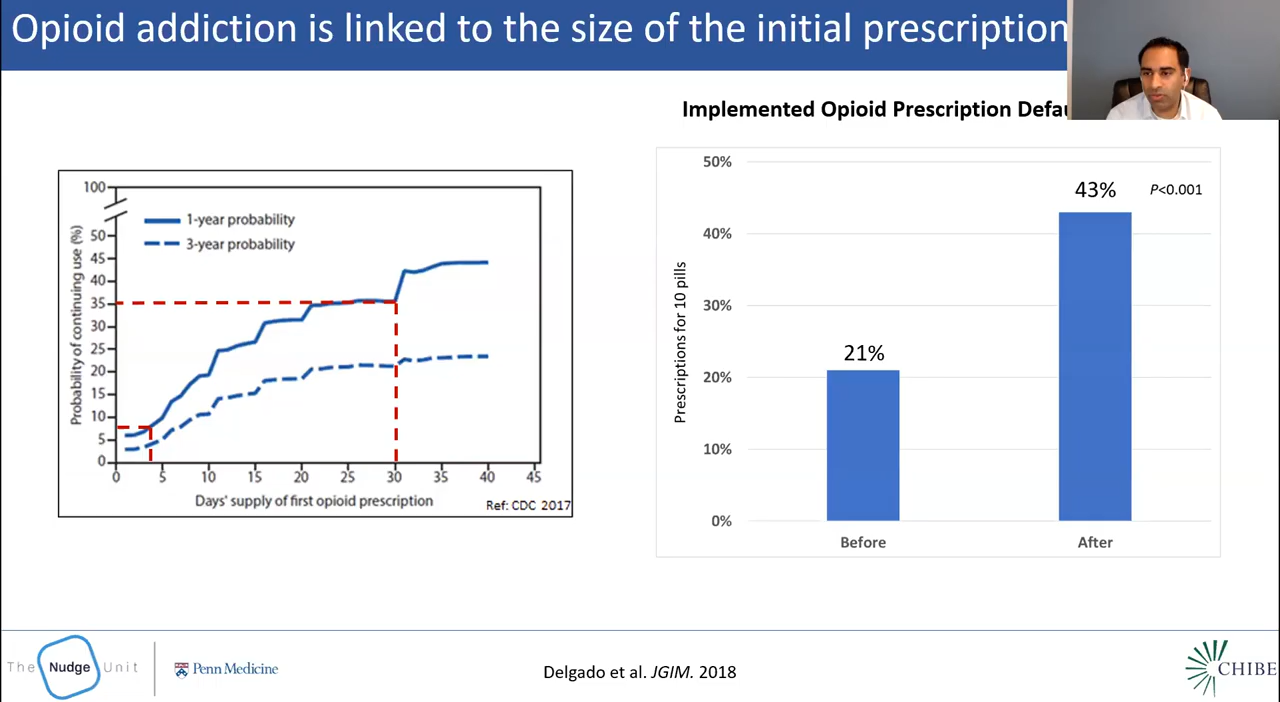 Opioid addiction is linked to the size of the initial prescription
Implemented Opioid Prescription Defau
100
50
45
40
35
30
25
20
15
10
5
0
Probability of continuing use (%)
1-year probability
3-year probability
0 5 10 15 20 25 30 35 40 45
Days' supply of first opioid prescription
Ref: CDC 2017
50%
40%
30%
20%
10%
0%
Prescriptions for 10 pills
21%
43%
P<0.001
Before After
The Nudge Unit
Penn Medicine
Delgado et al. JGIM. 2018
CHIBE